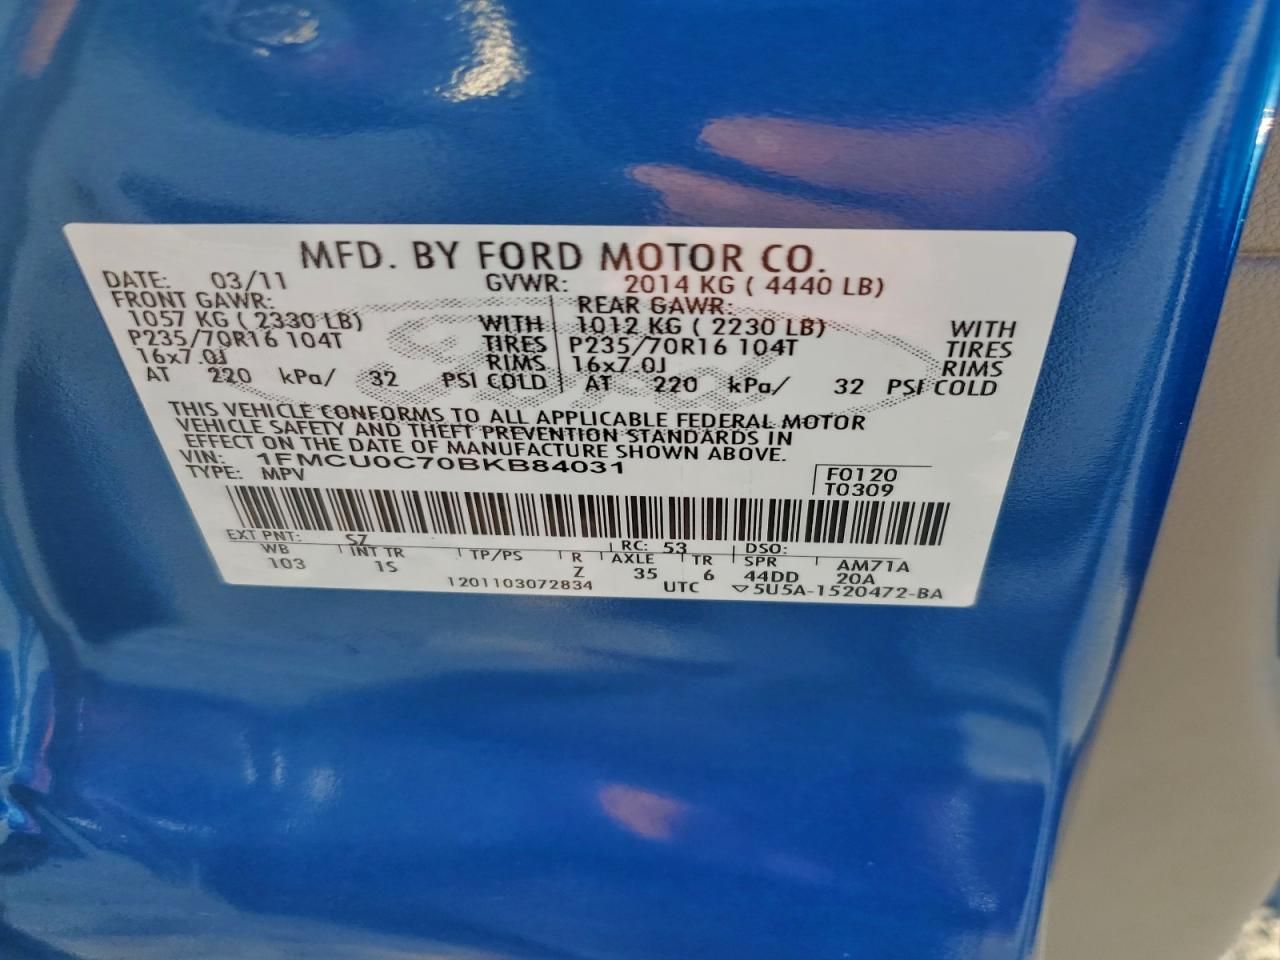 MFD. BY FORD MOTOR CO.
DATE: 03/11 GVWR: 2014 KG ( 4440 LB)
FRONT GAWR: REAR GAWR:
1057 KG ( 2330 LB) WITH 1012 KG ( 2230 LB) WITH
P235/70R16 104T TIRES P235/70R16 104T TIRES
16x7.0J RIMS 16x7.0J RIMS
AT 220 kPa/ 32 PSI COLD AT 220 kPa/ 32 PSI COLD
THIS VEHICLE CONFORMS TO ALL APPLICABLE FEDERAL MOTOR
VEHICLE SAFETY AND THEFT PREVENTION STANDARDS IN
EFFECT ON THE DATE OF MANUFACTURE SHOWN ABOVE.
VIN: 1FMCU0C70BKB84031
TYPE: MPV F0120
T0309
EXT PNT: SZ RC: 53 DSO:
WB INT TR TP/PS R AXLE TR SPR AM71A
103 1S Z 35 6 44DD 20A
1201103072834 UTC ▽5U5A-1520472-BA